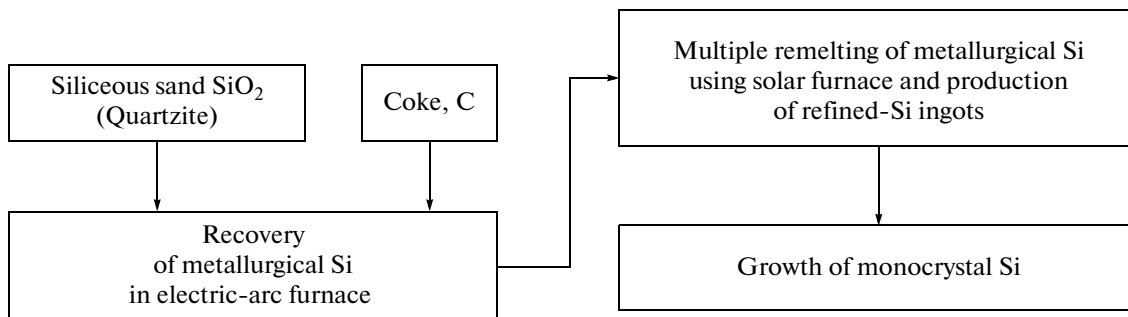 Siliceous sand SiO₂
(Quartzite)
Coke, C
Recovery
of metallurgical Si
in electric-arc furnace
Multiple remelting of metallurgical Si
using solar furnace and production
of refined-Si ingots
Growth of monocrystal Si